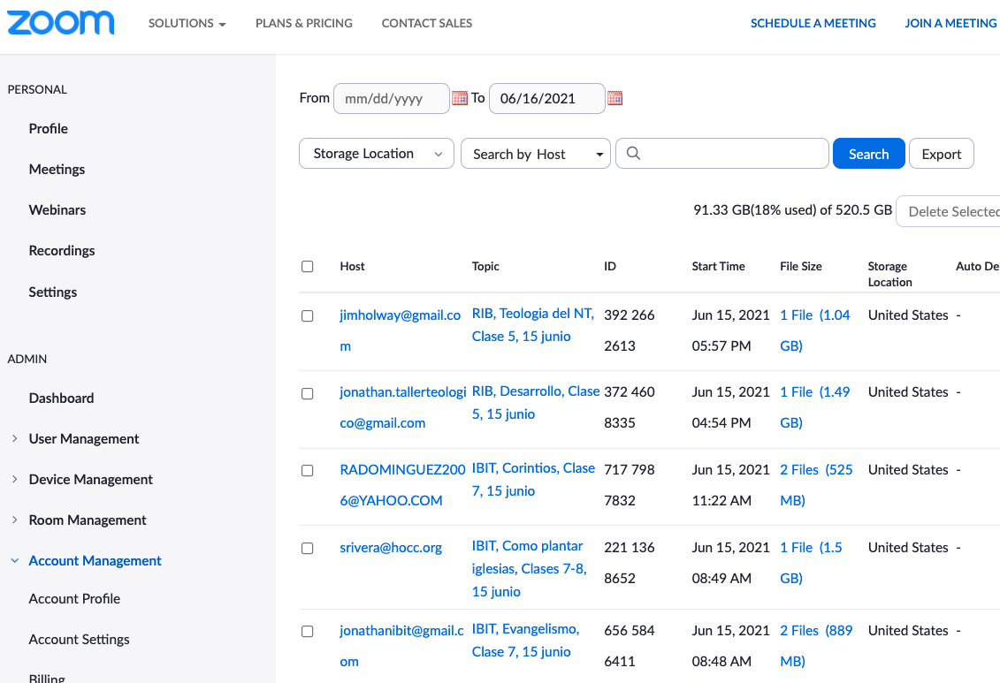 zoom SOLUTIONS PLANS & PRICING CONTACT SALES SCHEDULE A MEETING JOIN A MEETING
PERSONAL
Profile
Meetings
Webinars
Recordings
Settings
ADMIN
Dashboard
User Management
Device Management
Room Management
Account Management
Account Profile
Account Settings
Billing
From mm/dd/yyyy To 06/16/2021
Storage Location Search by Host Search Export
91.33 GB(18% used) of 520.5 GB Delete Selected
Host Topic ID Start Time File Size Storage Location Auto De
jimholway@gmail.co RIB, Teologia del NT, 392 266 Jun 15, 2021 1 File (1.04 United States -
m Clase 5, 15 junio 2613 05:57 PM GB)
jonathan.tallerteologi RIB, Desarrollo, Clase 372 460 Jun 15, 2021 1 File (1.49 United States -
co@gmail.com 5, 15 junio 8335 04:54 PM GB)
RADOMINGUEZ200 IBIT, Corintios, Clase 717 798 Jun 15, 2021 2 Files (525 United States -
6@YAHOO.COM 7, 15 junio 7832 11:22 AM MB)
srivera@hocc.org IBIT, Como plantar 221 136 Jun 15, 2021 1 File (1.5 United States -
iglesias, Clases 7-8, 8652 08:49 AM GB)
15 junio
jonathanibit@gmail.c IBIT, Evangelismo, 656 584 Jun 15, 2021 2 Files (889 United States -
om Clase 7, 15 junio 6411 08:48 AM MB)